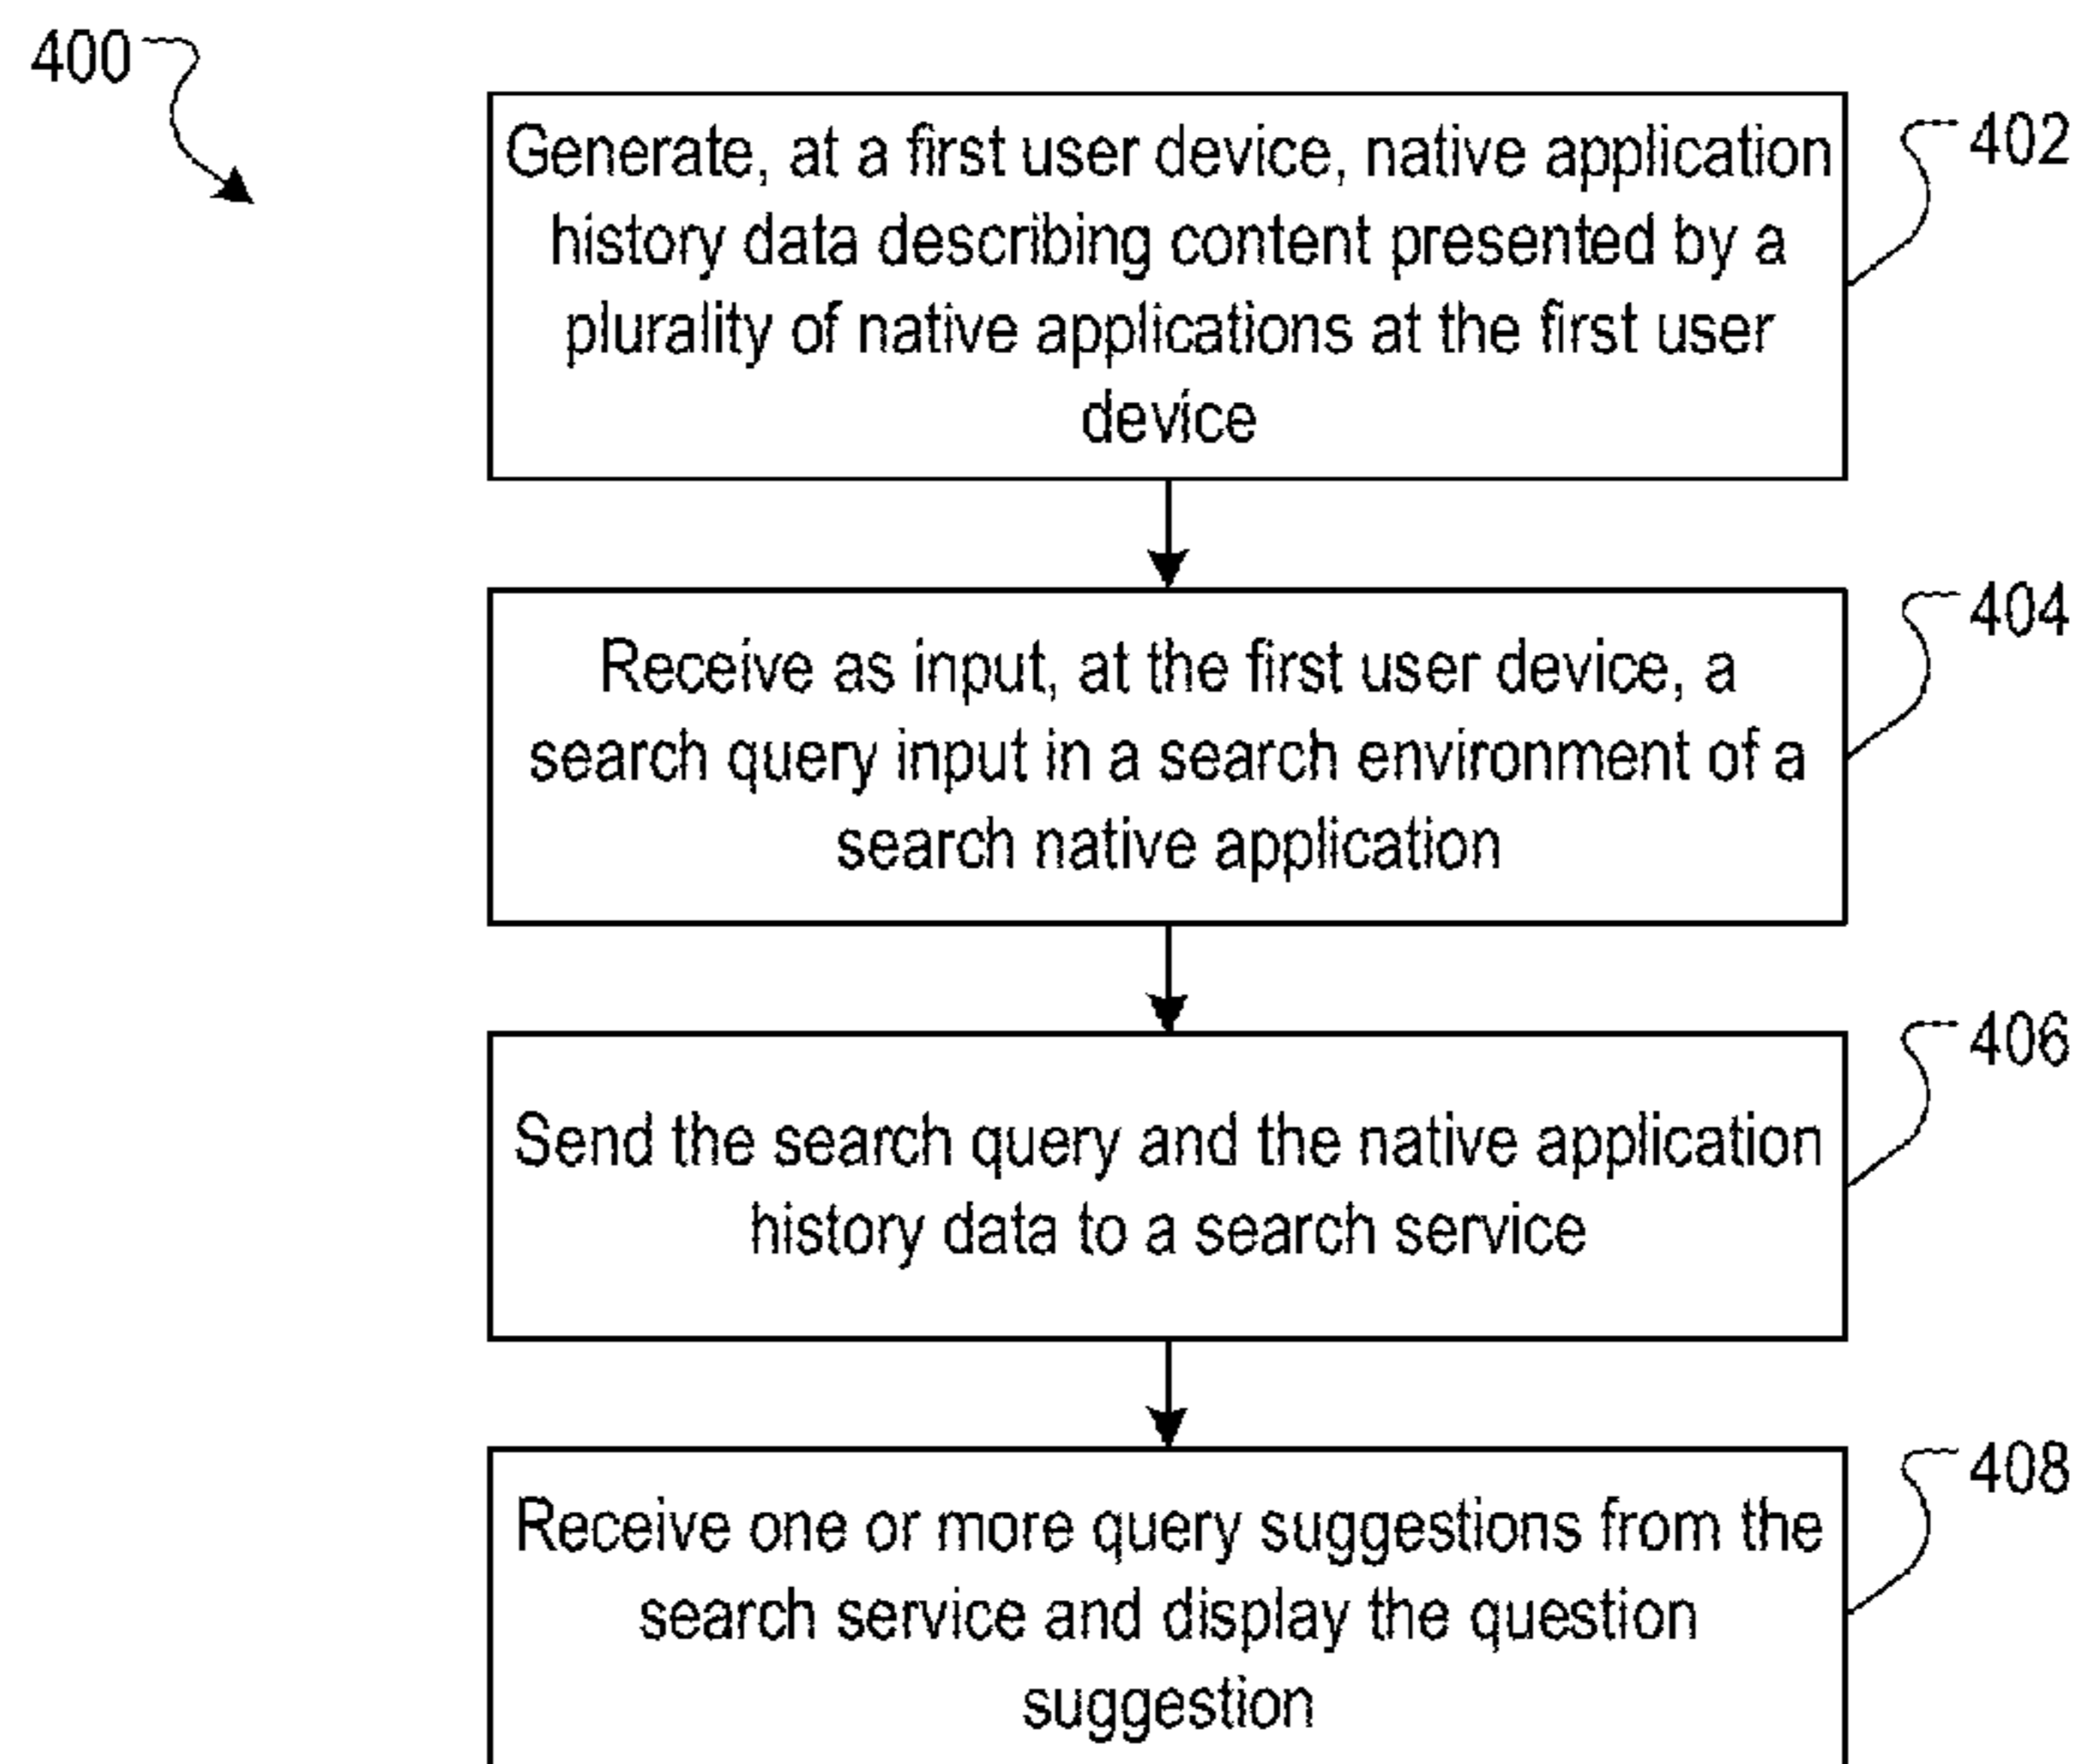 400
Generate, at a first user device, native application
history data describing content presented by a
plurality of native applications at the first user
device
402
Receive as input, at the first user device, a
search query input in a search environment of a
search native application
404
Send the search query and the native application
history data to a search service
406
Receive one or more query suggestions from the
search service and display the question
suggestion
408